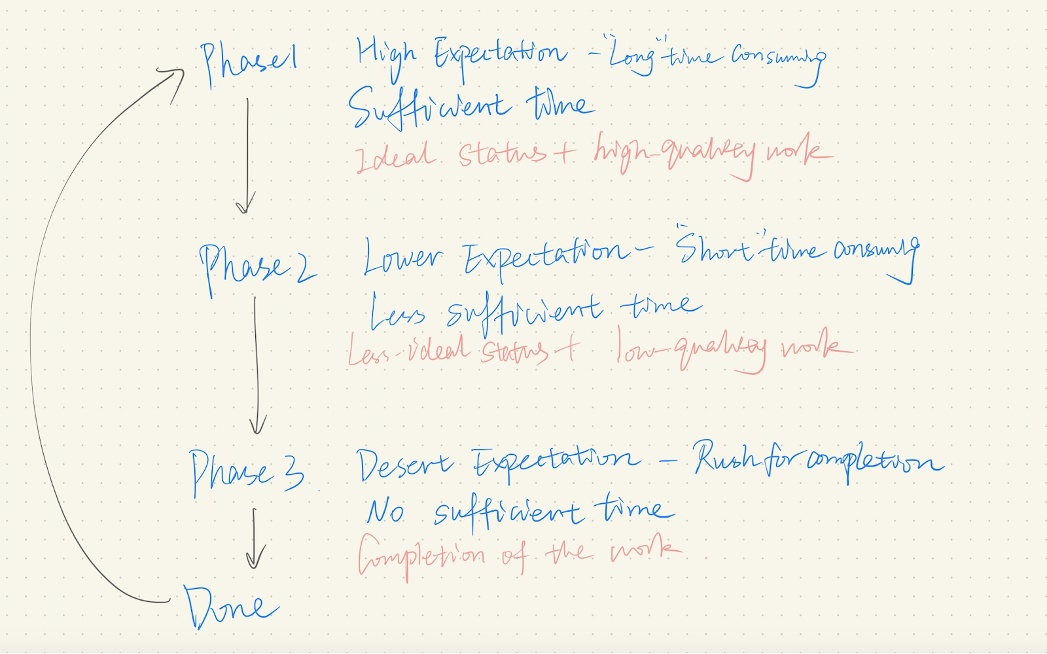 Phase1
High Expectation - "Long" time consuming
Sufficient time
Ideal status + high-quality work
Phase 2
Lower Expectation - "Short" time consuming
Less sufficient time
Less-ideal status + low-quality work
Phase 3
Desert Expectation - Rush for completion
No sufficient time
Completion of the work.
Done